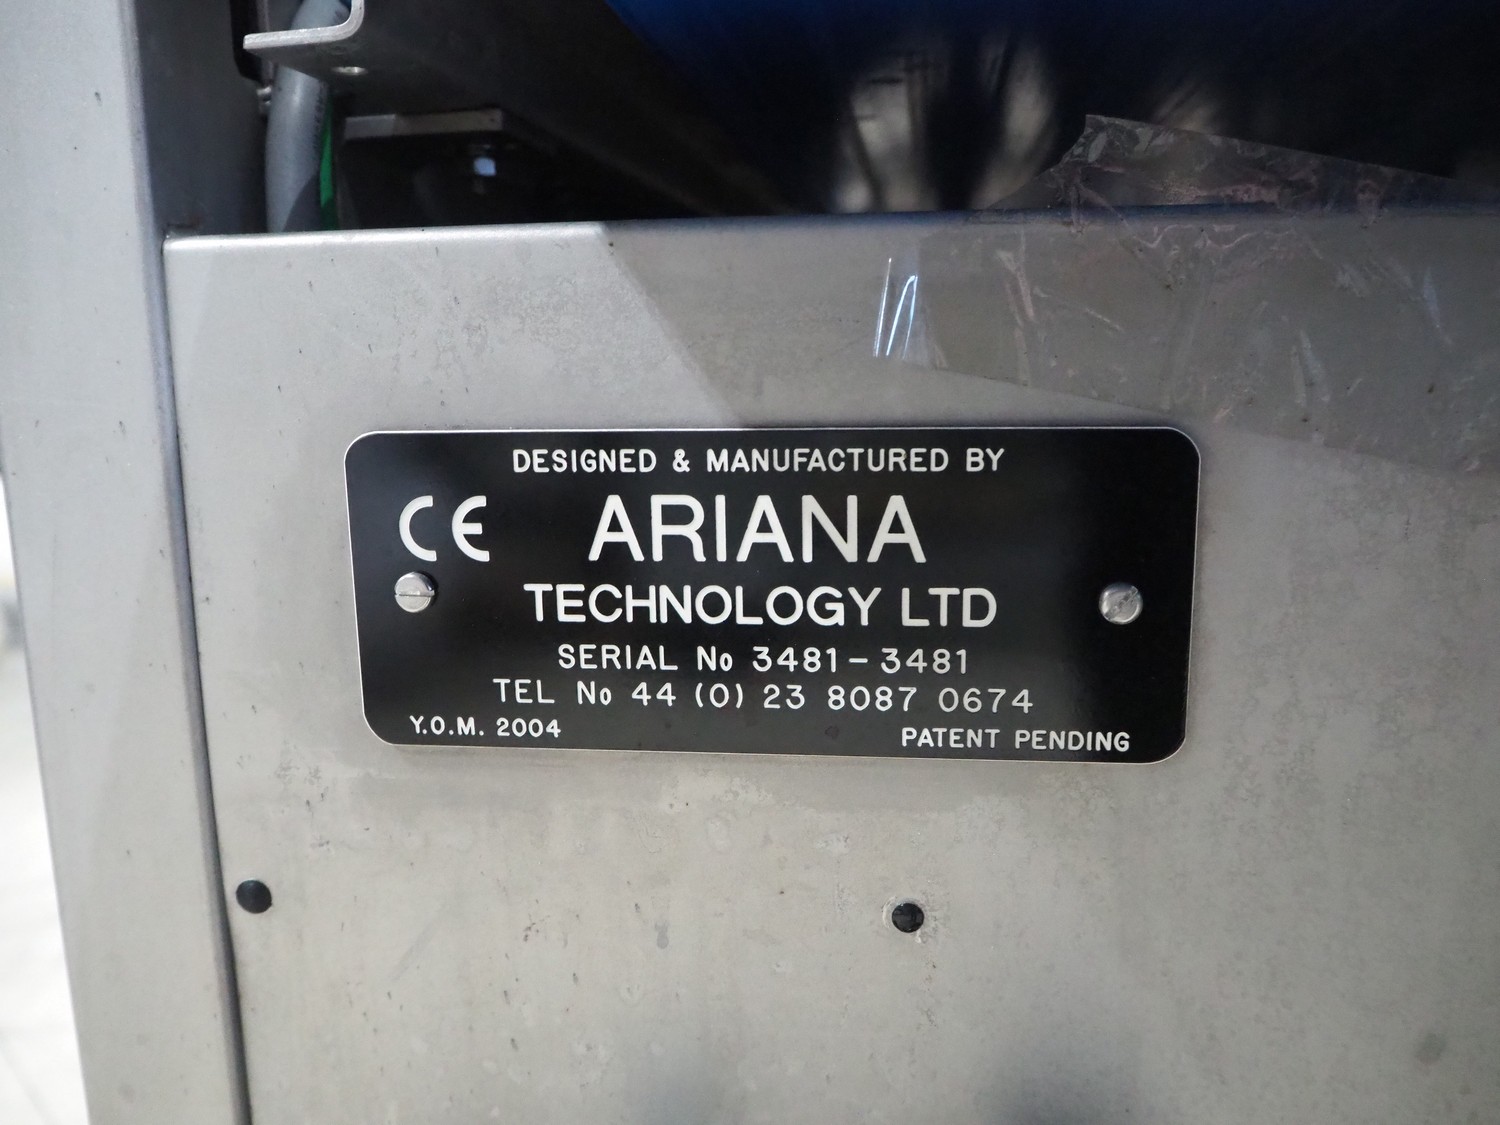 DESIGNED & MANUFACTURED BY
CE ARIANA
TECHNOLOGY LTD
SERIAL No 3481-3481
TEL No 44 (0) 23 8087 0674
Y.O.M. 2004 PATENT PENDING